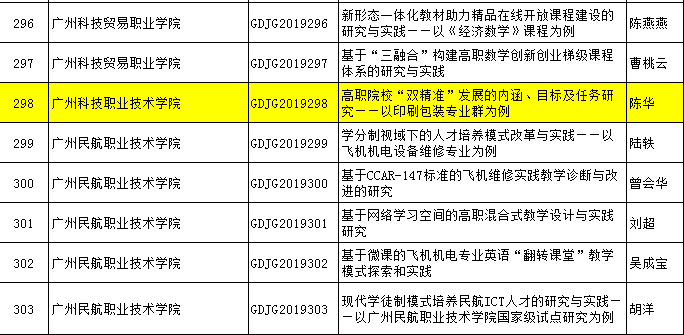 296 广州科技贸易职业学院 GDJG2019296 新形态一体化教材助力精品在线开放课程建设的 陈燕燕
研究与实践——以《经济数学》课程为例
297 广州科技贸易职业学院 GDJG2019297 基于“三融合”构建高职数学创新创业梯级课程 曹桃云
体系的研究与实践
298 广州科技职业技术学院 GDJG2019298 高职院校“双精准”发展的内涵、目标及任务研 陈华
究——以印刷包装专业群为例
299 广州民航职业技术学院 GDJG2019299 学分制视域下的人才培养模式改革与实践——以 陆轶
飞机机电设备维修专业为例
300 广州民航职业技术学院 GDJG2019300 基于CCAR-147标准的飞机维修实践教学诊断与改 曾会华
进的研究
301 广州民航职业技术学院 GDJG2019301 基于网络学习空间的高职混合式教学设计与实践 刘超
研究
302 广州民航职业技术学院 GDJG2019302 基于微课的飞机机电专业英语“翻转课堂”教学 吴成宝
模式探索和实践
303 广州民航职业技术学院 GDJG2019303 现代学徒制模式培养民航ICT人才的研究与实践— 胡洋
—以广州民航职业技术学院国家级试点研究为例